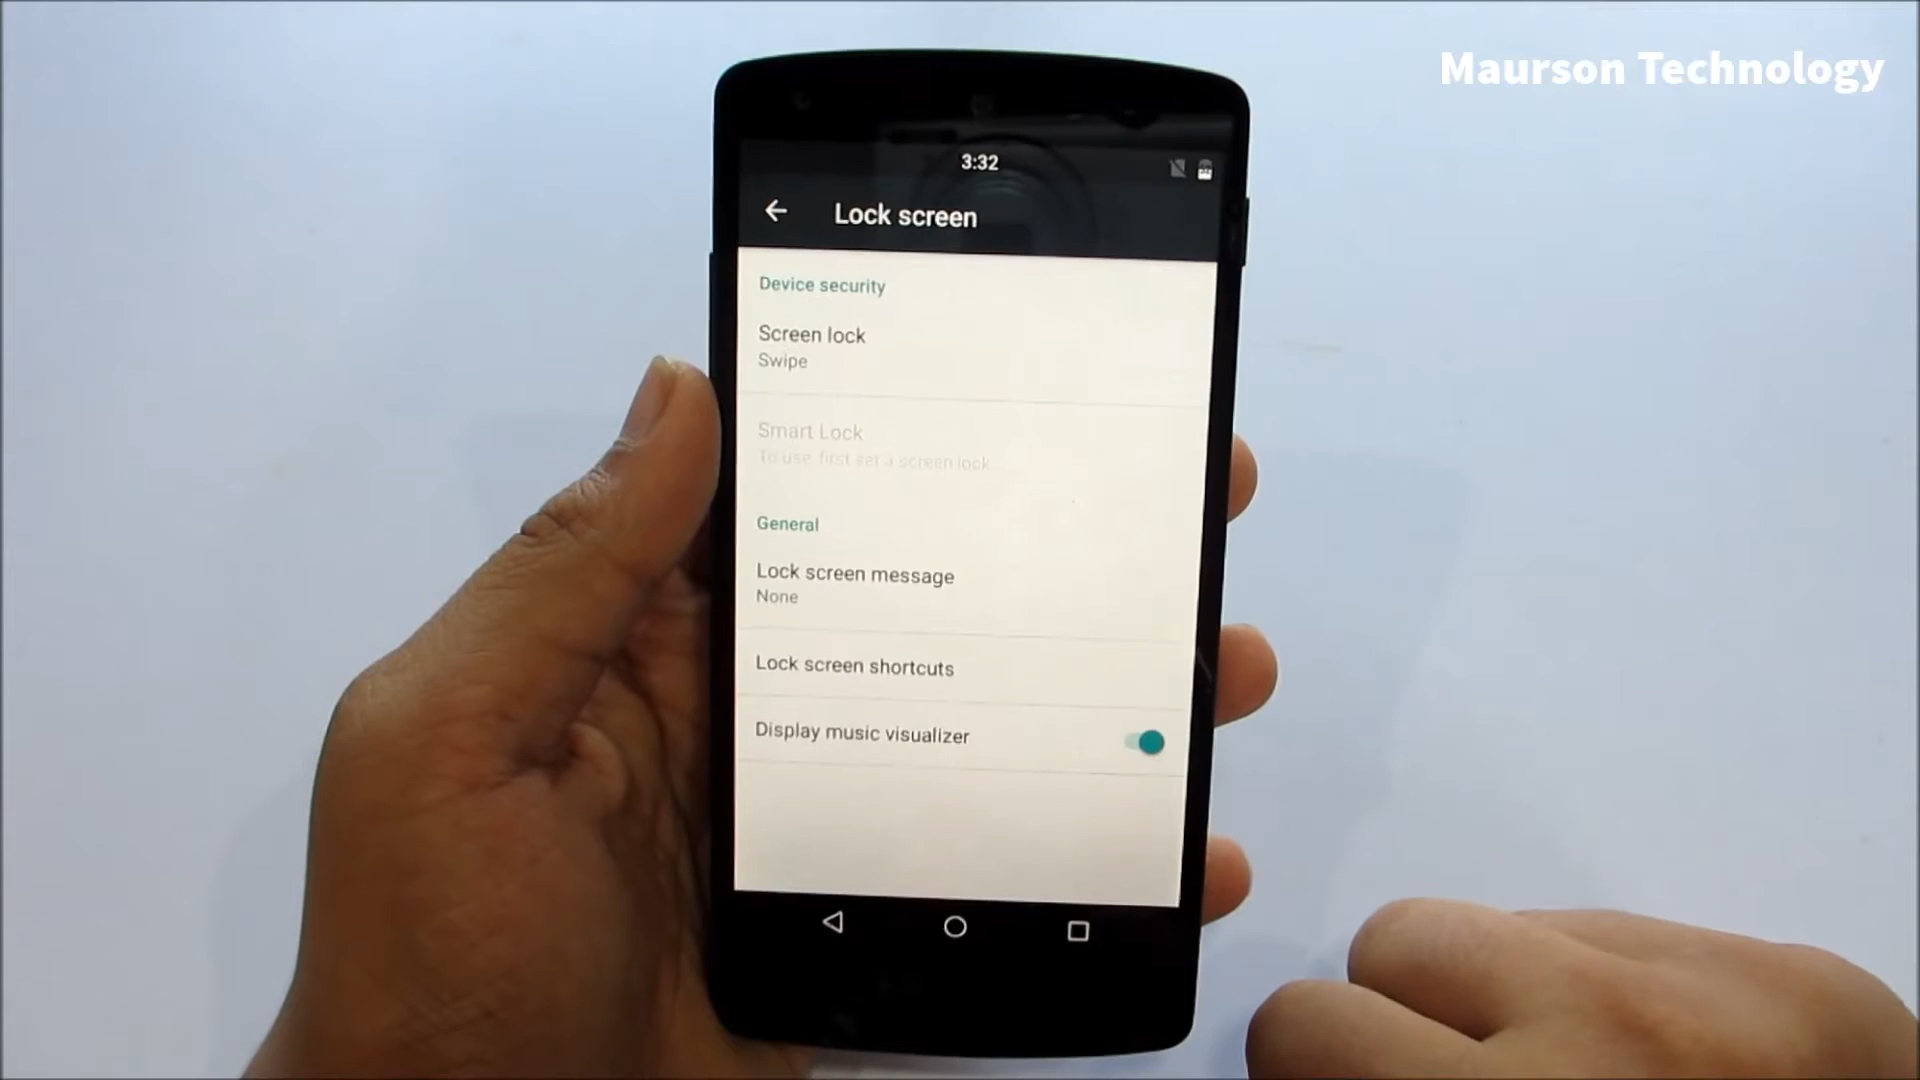 Maurson Technology
3:32
Lock screen
Device security
Screen lock
Swipe
Smart Lock
To use, first set a screen lock
General
Lock screen message
None
Lock screen shortcuts
Display music visualizer